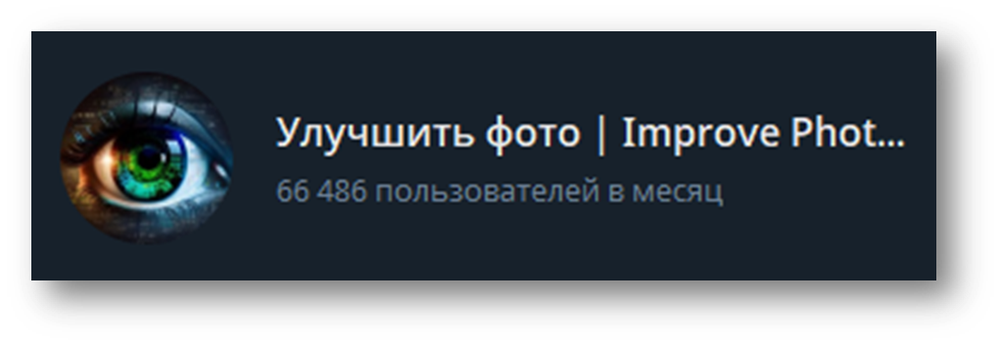 Улучшить фото | Improve Phot...
66 486 пользователей в месяц